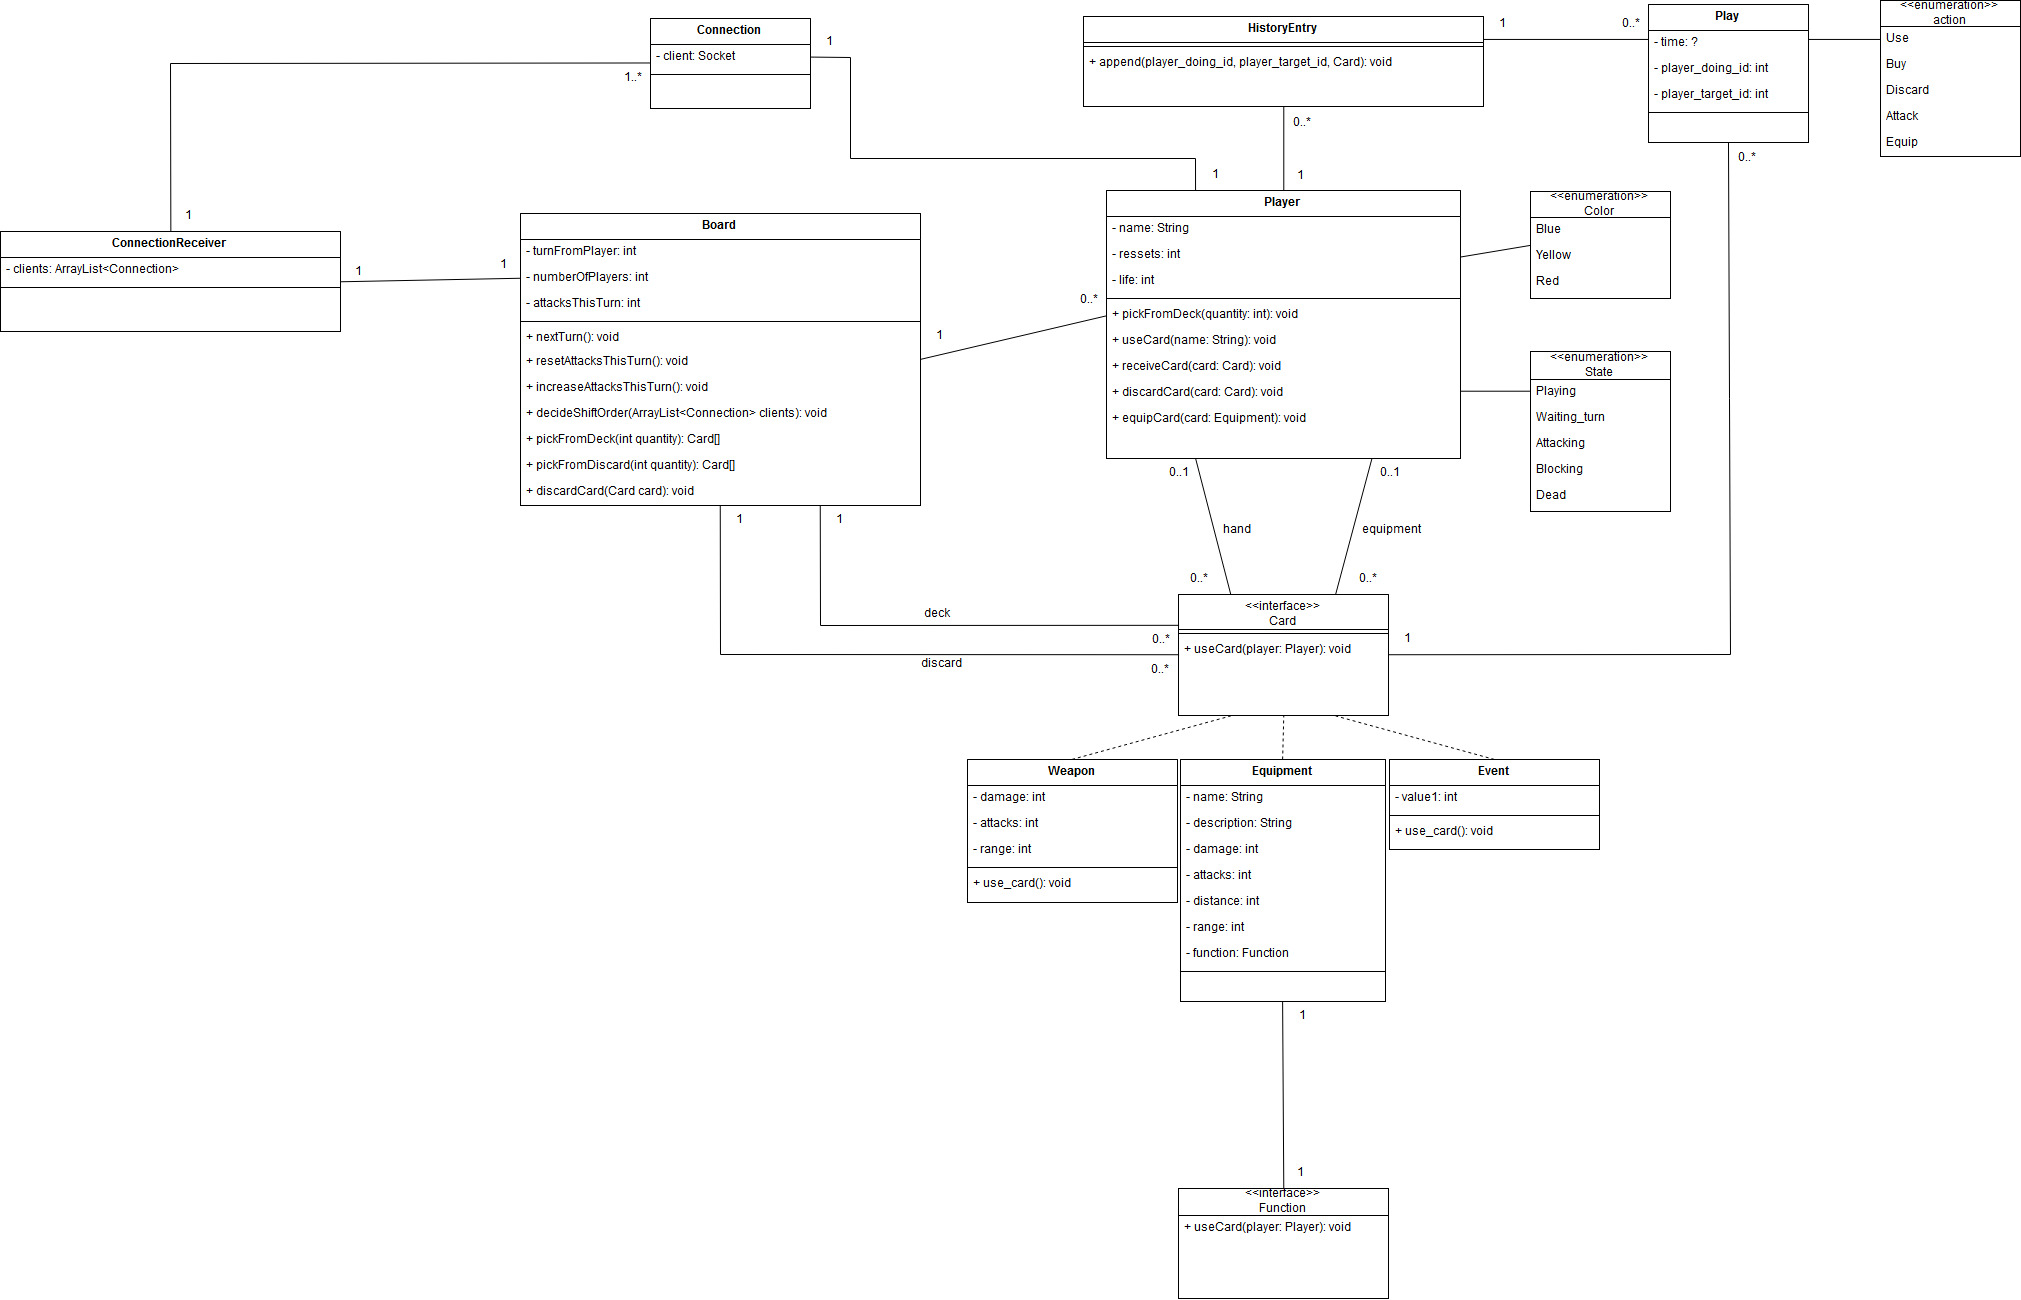 Connection
- client: Socket
1
1..*
HistoryEntry
+ append(player_doing_id, player_target_id, Card): void
1
0..*
0..*
1
1
Play
- time: ?
- player_doing_id: int
- player_target_id: int
0..*
<<enumeration>>
action
Use
Buy
Discard
Attack
Equip
1
ConnectionReceiver
- clients: ArrayList<Connection>
1
1
Board
- turnFromPlayer: int
- numberOfPlayers: int
- attacksThisTurn: int
+ nextTurn(): void
+ resetAttacksThisTurn(): void
+ increaseAttacksThisTurn(): void
+ decideShiftOrder(ArrayList<Connection> clients): void
+ pickFromDeck(int quantity): Card[]
+ pickFromDiscard(int quantity): Card[]
+ discardCard(Card card): void
1
0..*
1
1
Player
- name: String
- ressets: int
- life: int
+ pickFromDeck(quantity: int): void
+ useCard(name: String): void
+ receiveCard(card: Card): void
+ discardCard(card: Card): void
+ equipCard(card: Equipment): void
<<enumeration>>
Color
Blue
Yellow
Red
<<enumeration>>
State
Playing
Waiting_turn
Attacking
Blocking
Dead
0..1
0..1
hand
equipment
0..*
0..*
deck
0..*
discard
0..*
<<interface>>
Card
+ useCard(player: Player): void
1
Weapon
- damage: int
- attacks: int
- range: int
+ use_card(): void
Equipment
- name: String
- description: String
- damage: int
- attacks: int
- distance: int
- range: int
- function: Function
Event
- value1: int
+ use_card(): void
1
1
<<interface>>
Function
+ useCard(player: Player): void